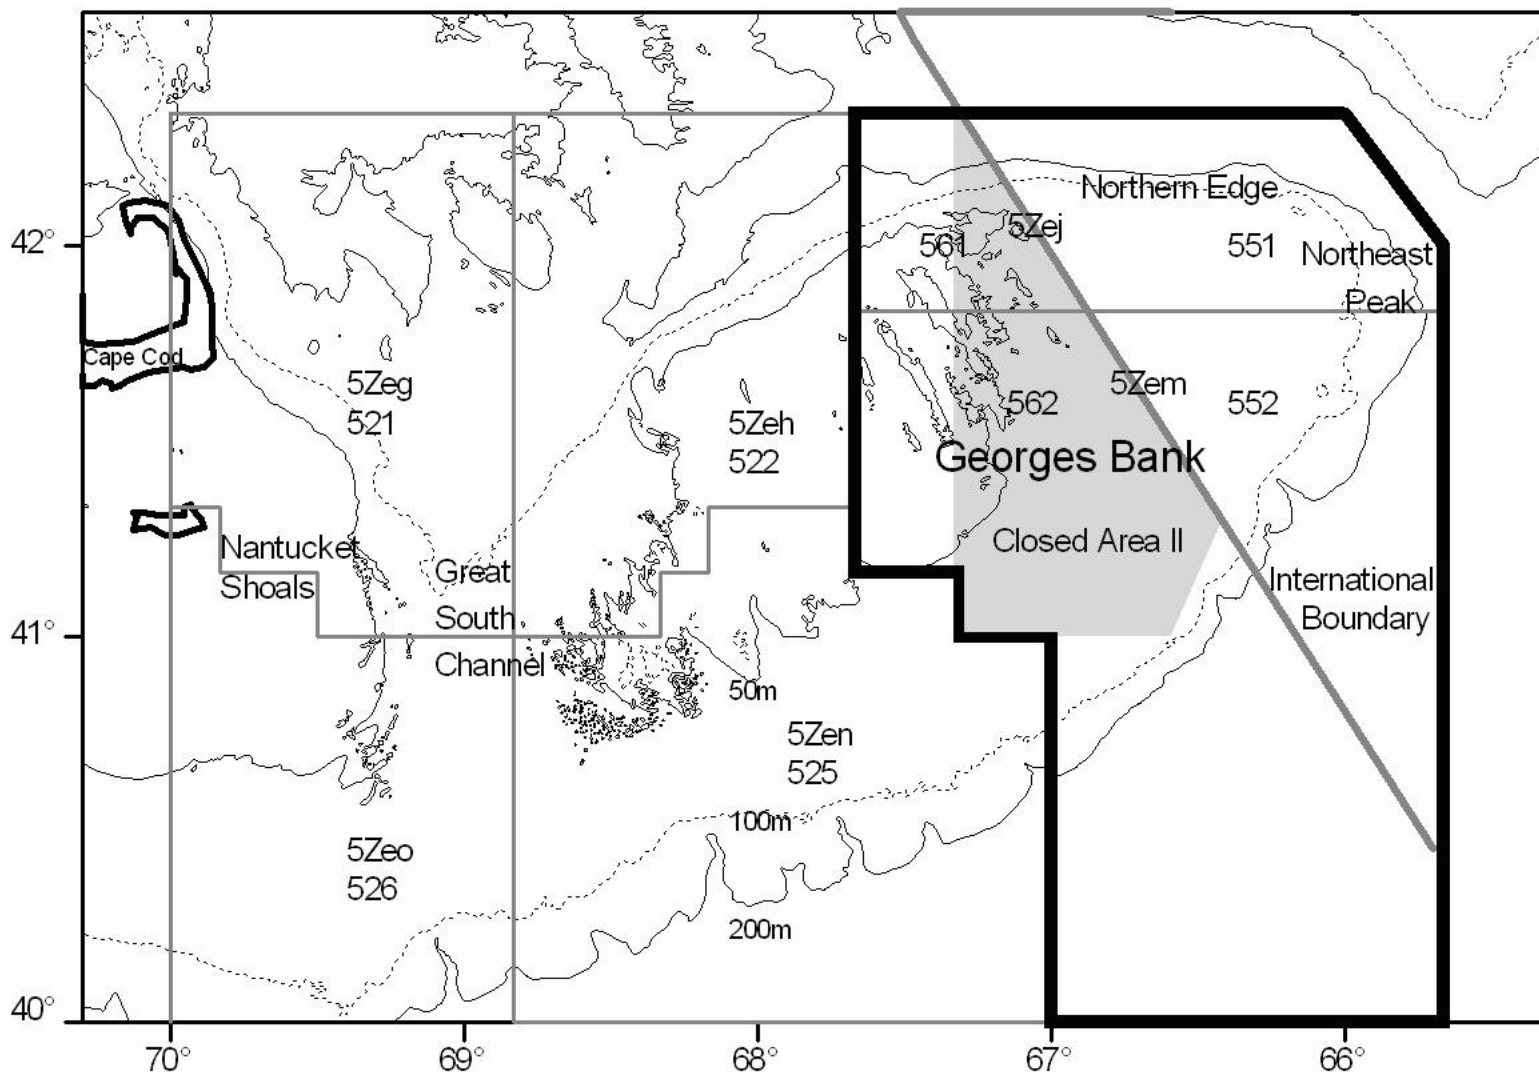 Northern Edge
42°
561
5Zej
551
Northeast
Peak
Cape Cod
5Zeg
521
5Zeh
522
562
5Zem
552
Georges Bank
Closed Area II
Nantucket
Shoals
Great
South
Channel
International
Boundary
41°
50m
5Zen
525
100m
5Zeo
526
200m
40°
70°
69°
68°
67°
66°